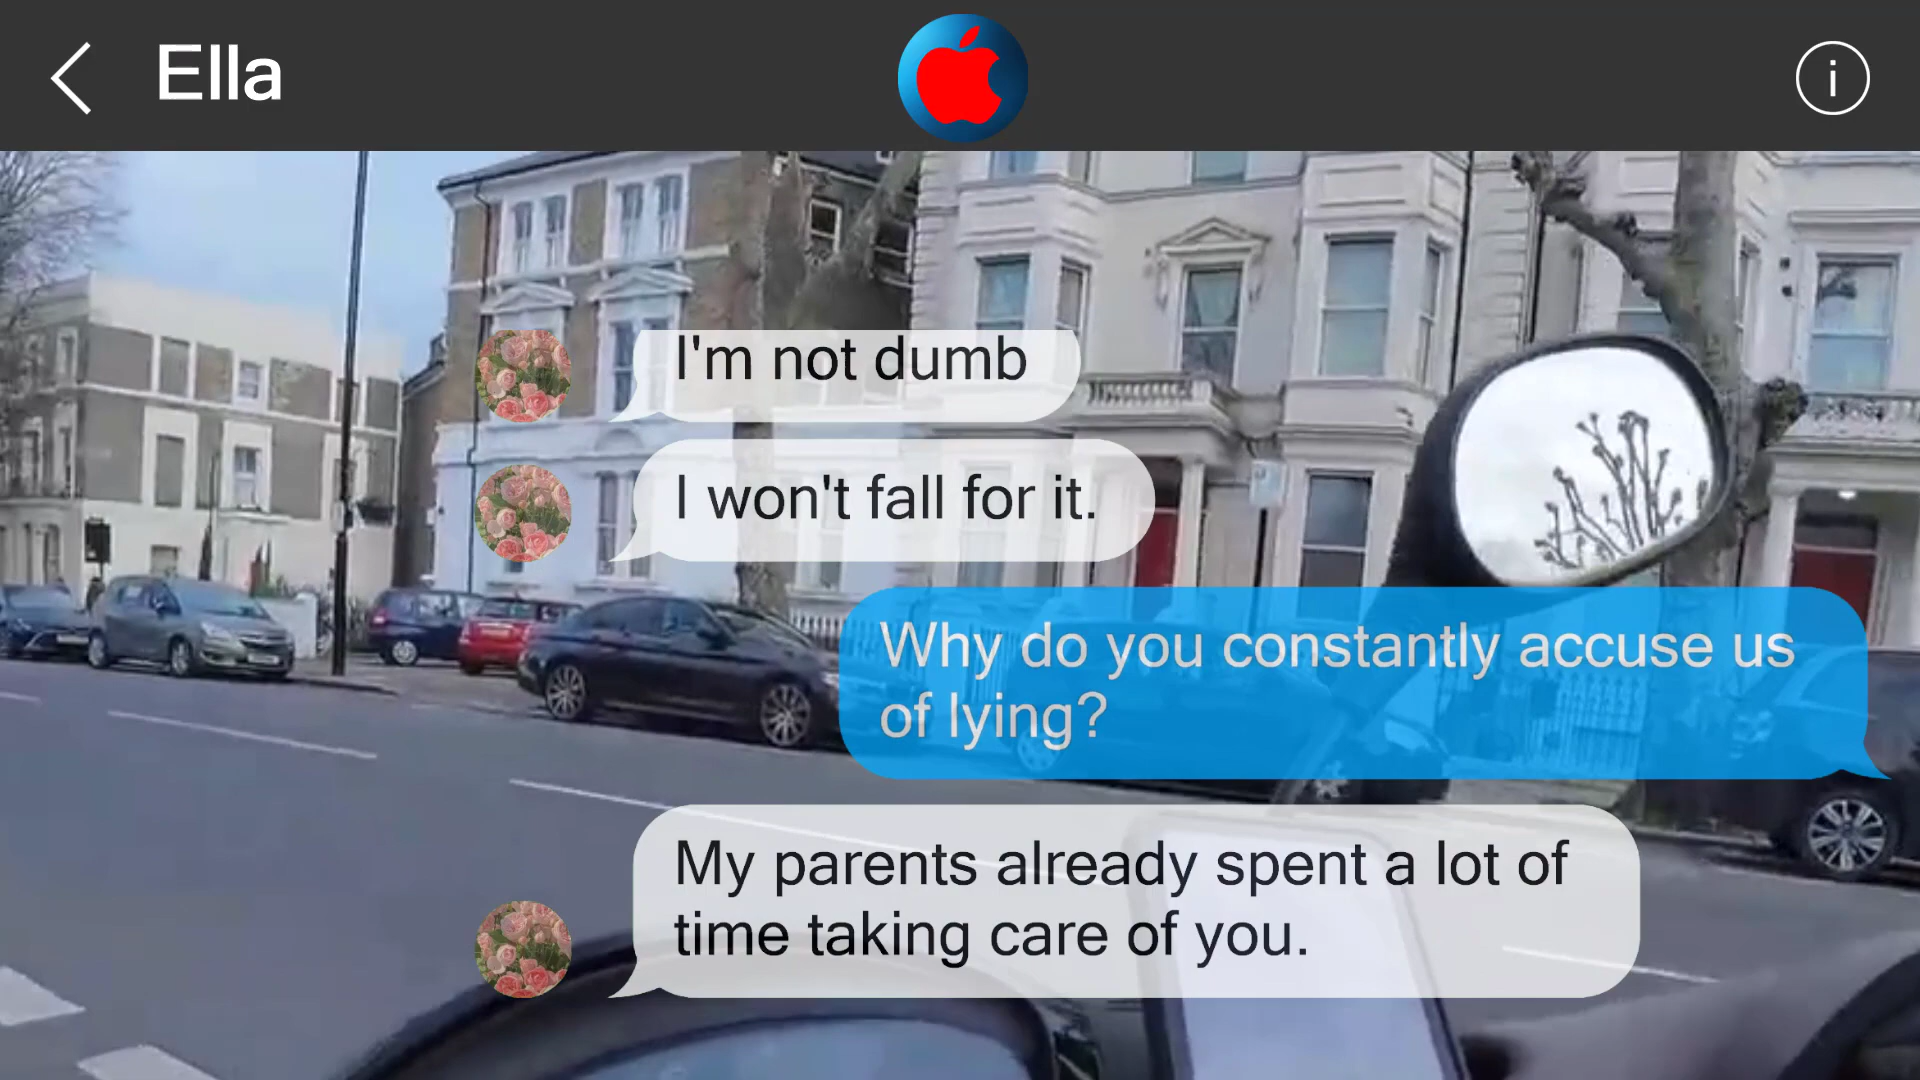 Ella
i
I'm not dumb
I won't fall for it.
Why do you constantly accuse us
of lying?
My parents already spent a lot of
time taking care of you.